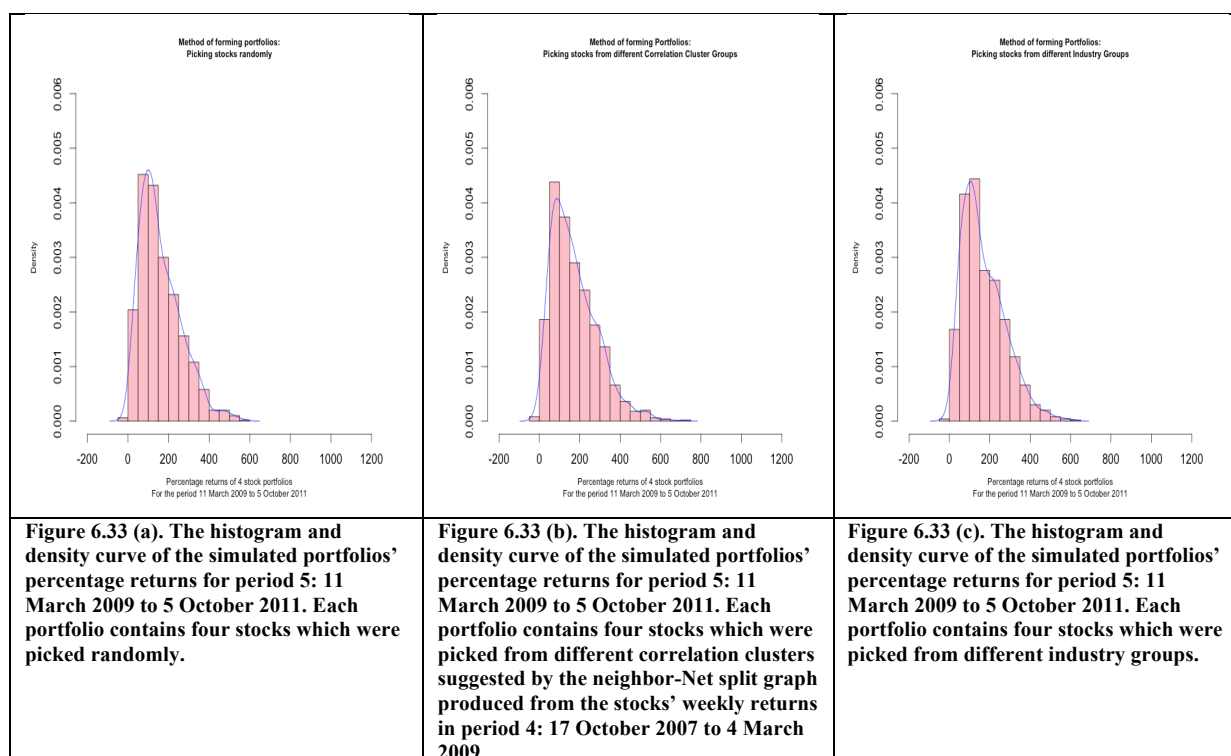 Method of forming portfolios:
Picking stocks randomly
0.006
0.005
0.004
0.003
0.002
0.001
0.000
Density
-200 0 200 400 600 800 1000 1200
Percentage returns of 4 stock portfolios
For the period 11 March 2009 to 5 October 2011
Method of forming Portfolios:
Picking stocks from different Correlation Cluster Groups
0.006
0.005
0.004
0.003
0.002
0.001
0.000
Density
-200 0 200 400 600 800 1000 1200
Percentage returns of 4 stock portfolios
For the period 11 March 2009 to 5 October 2011
Method of forming Portfolios:
Picking stocks from different Industry Groups
0.006
0.005
0.004
0.003
0.002
0.001
0.000
Density
-200 0 200 400 600 800 1000 1200
Percentage returns of 4 stock portfolios
For the period 11 March 2009 to 5 October 2011
Figure 6.33 (a). The histogram and
density curve of the simulated portfolios’
percentage returns for period 5: 11
March 2009 to 5 October 2011. Each
portfolio contains four stocks which were
picked randomly.
Figure 6.33 (b). The histogram and
density curve of the simulated portfolios’
percentage returns for period 5: 11
March 2009 to 5 October 2011. Each
portfolio contains four stocks which were
picked from different correlation clusters
suggested by the neighbor-Net split graph
produced from the stocks’ weekly returns
in period 4: 17 October 2007 to 4 March
2009
Figure 6.33 (c). The histogram and
density curve of the simulated portfolios’
percentage returns for period 5: 11
March 2009 to 5 October 2011. Each
portfolio contains four stocks which were
picked from different industry groups.